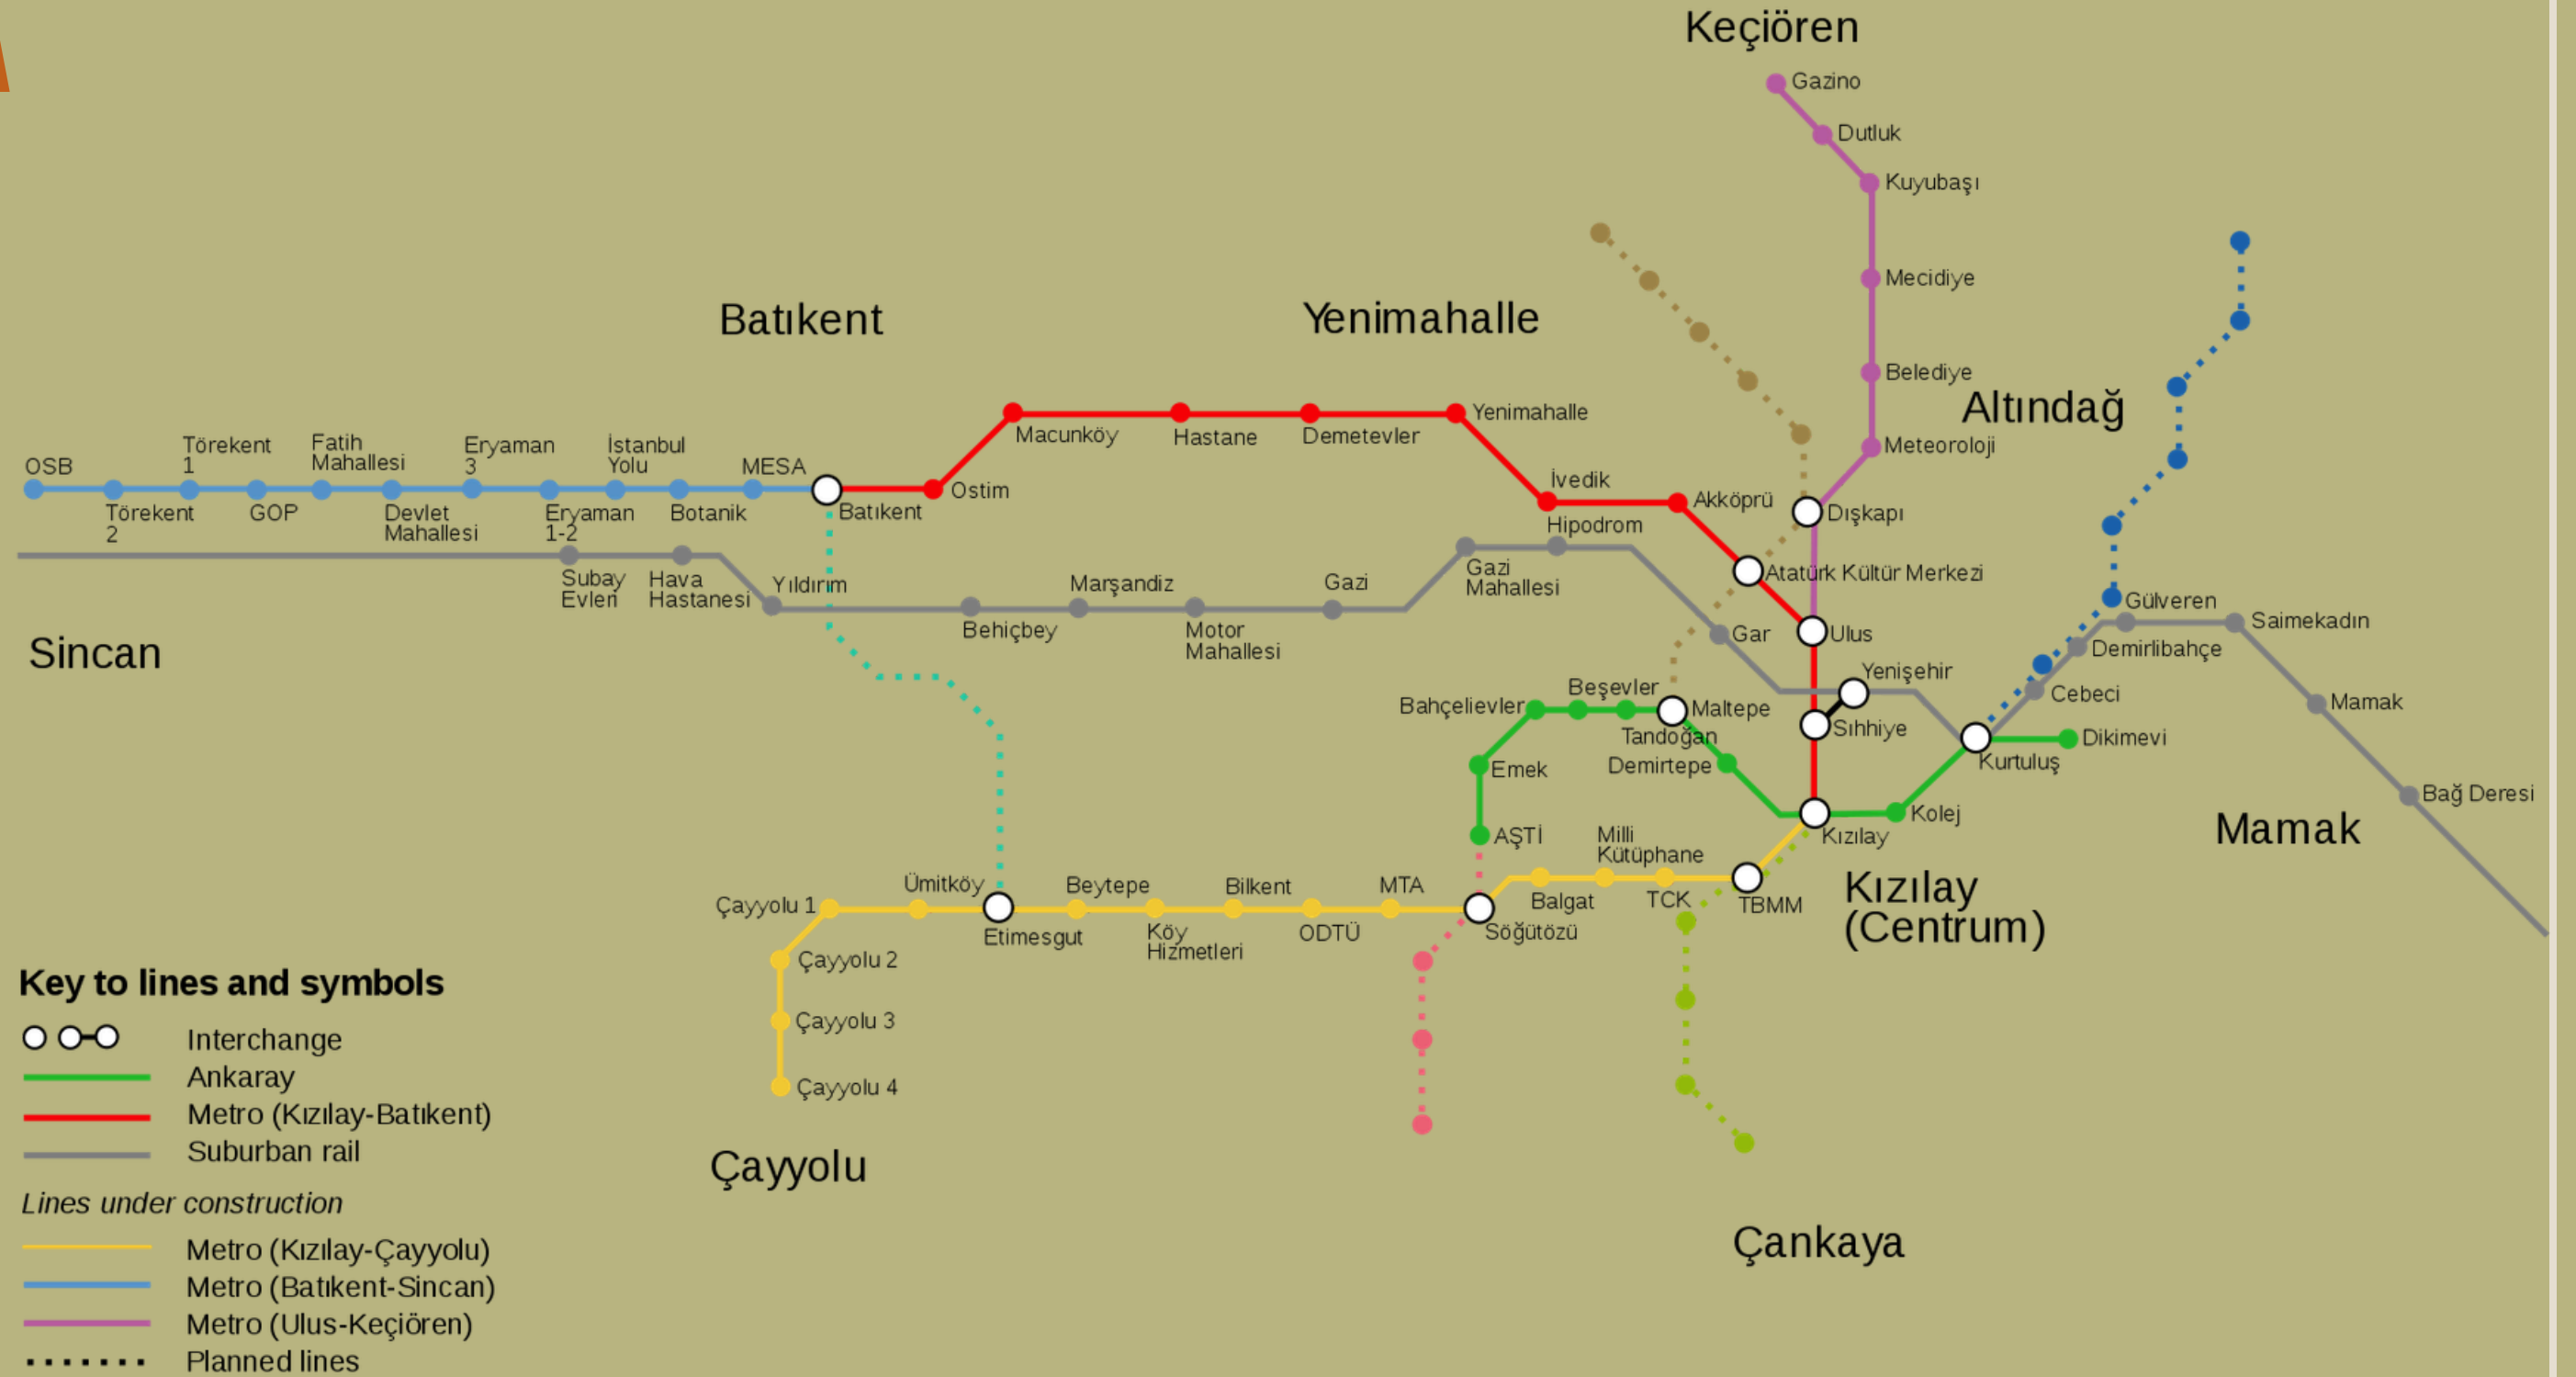 Keçiören
Gazino
Dutluk
Kuyubaşı
Mecidiye
Belediye
Meteoroloji
Altındağ
Batıkent
Yenimahalle
Macunköy
Hastane
Demetevler
Yenimahalle
OSB
Törekent
1
Fatih
Mahallesi
Eryaman
3
İstanbul
Yolu
MESA
Törekent
2
GOP
Devlet
Mahallesi
Eryaman
1-2
Botanik
Batıkent
Ostim
İvedik
Akköprü
Hipodrom
Dışkapı
Atatürk Kültür Merkezi
Ulus
Subay
Evleri
Hava
Hastanesi
Yıldırım
Behiçbey
Marşandiz
Motor
Mahallesi
Gazi
Gazi
Mahallesi
Gar
Yenişehir
Sıhhiye
Gülveren
Saimekadın
Demirlibahçe
Cebeci
Mamak
Bağ Deresi
Sincan
Bahçelievler
Beşevler
Maltepe
Tandoğan
Demirtepe
Emek
AŞTİ
Kurtuluş
Dikimevi
Kolej
Kızılay
Mamak
Milli
Kütüphane
Balgat
TCK
TBMM
Kızılay
(Centrum)
Çayyolu 1
Ümitköy
Etimesgut
Beytepe
Köy
Hizmetleri
Bilkent
ODTÜ
MTA
Söğütözü
Çayyolu 2
Çayyolu 3
Çayyolu 4
Çayyolu
Çankaya
Key to lines and symbols
Interchange
Ankaray
Metro (Kızılay-Batıkent)
Suburban rail
Lines under construction
Metro (Kızılay-Çayyolu)
Metro (Batıkent-Sincan)
Metro (Ulus-Keçiören)
Planned lines